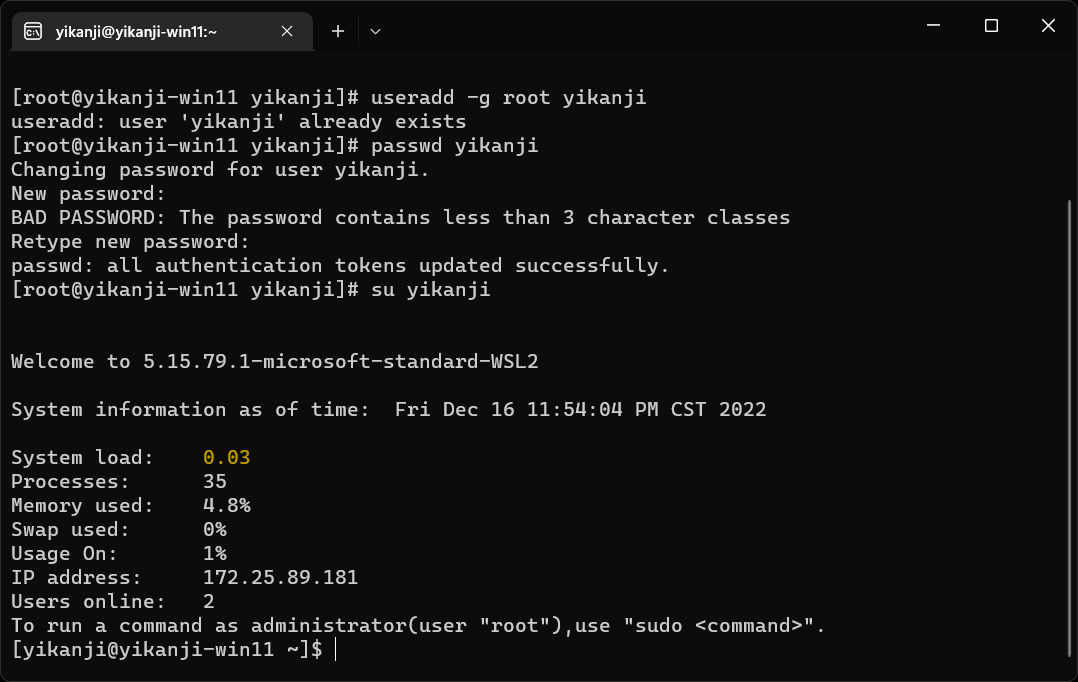 yikanji@yikanji-win11:~
[root@yikanji-win11 yikanji]# useradd -g root yikanji
useradd: user 'yikanji' already exists
[root@yikanji-win11 yikanji]# passwd yikanji
Changing password for user yikanji.
New password:
BAD PASSWORD: The password contains less than 3 character classes
Retype new password:
passwd: all authentication tokens updated successfully.
[root@yikanji-win11 yikanji]# su yikanji
Welcome to 5.15.79.1-microsoft-standard-WSL2
System information as of time:  Fri Dec 16 11:54:04 PM CST 2022
System load:    0.03
Processes:      35
Memory used:    4.8%
Swap used:      0%
Usage On:       1%
IP address:     172.25.89.181
Users online:   2
To run a command as administrator(user "root"),use "sudo <command>".
[yikanji@yikanji-win11 ~]$